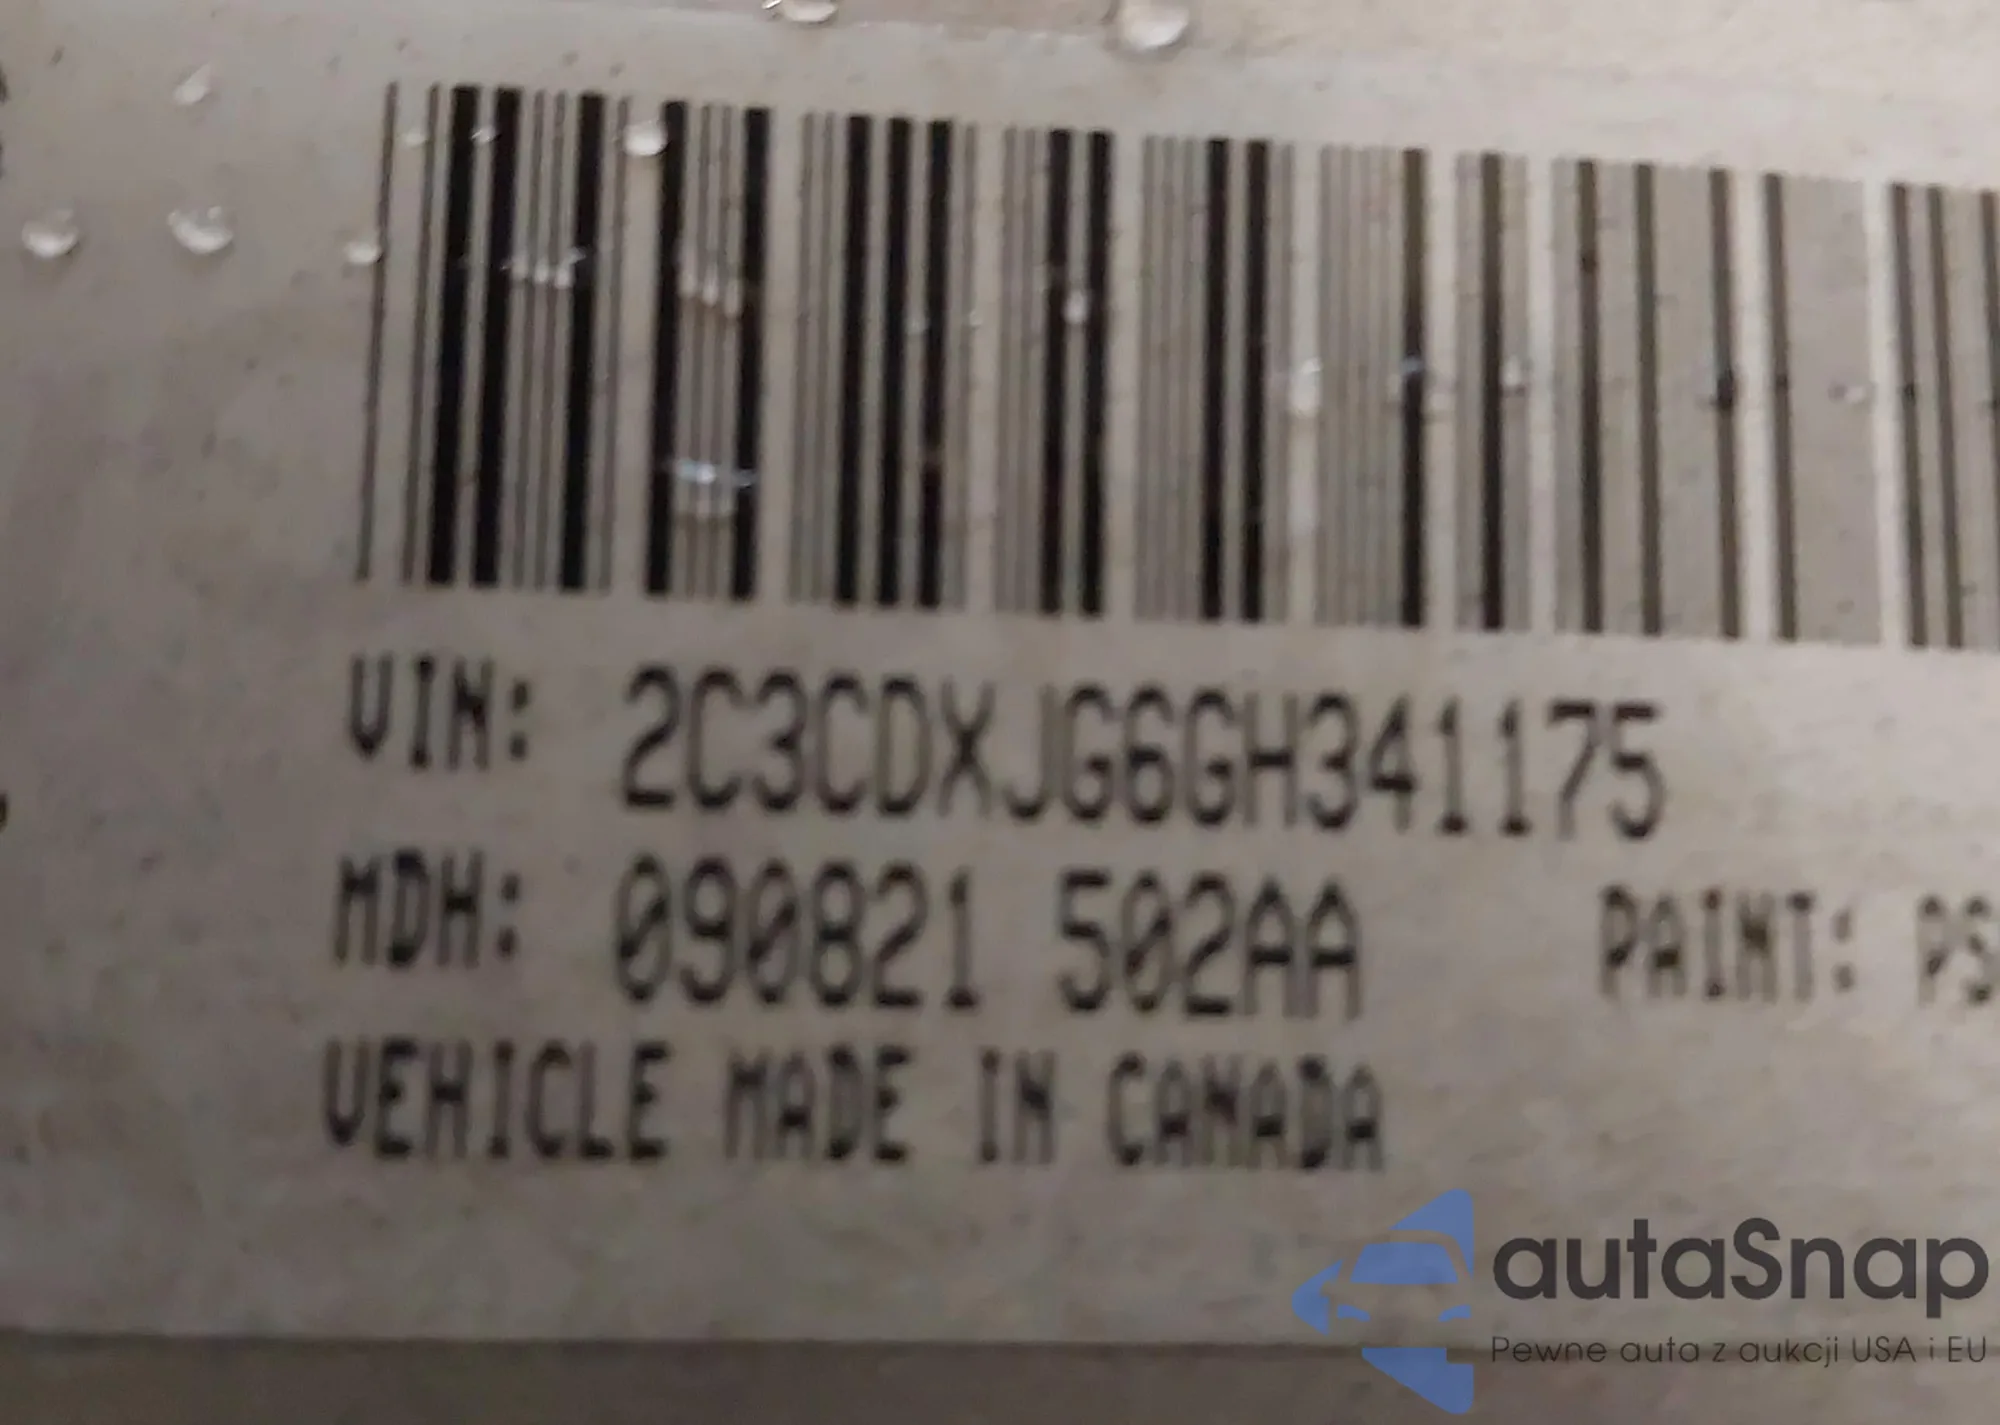 VIN: 2C3CDXJG6GH341175
MDH: 090821 502AA PAINT: PS
VEHICLE MADE IN CANADA
autaSnap
Pewne auta z aukcji USA i EU